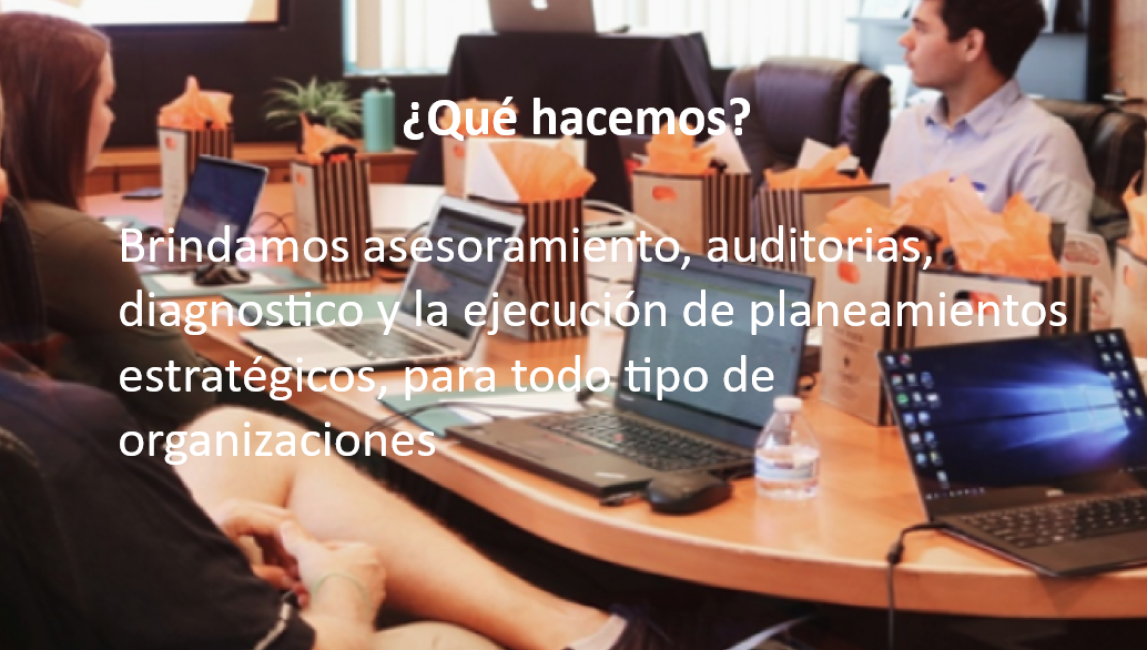 ¿Qué hacemos?
Brindamos asesoramiento, auditorias,
diagnostico y la ejecución de planeamientos
estratégicos, para todo tipo de
organizaciones